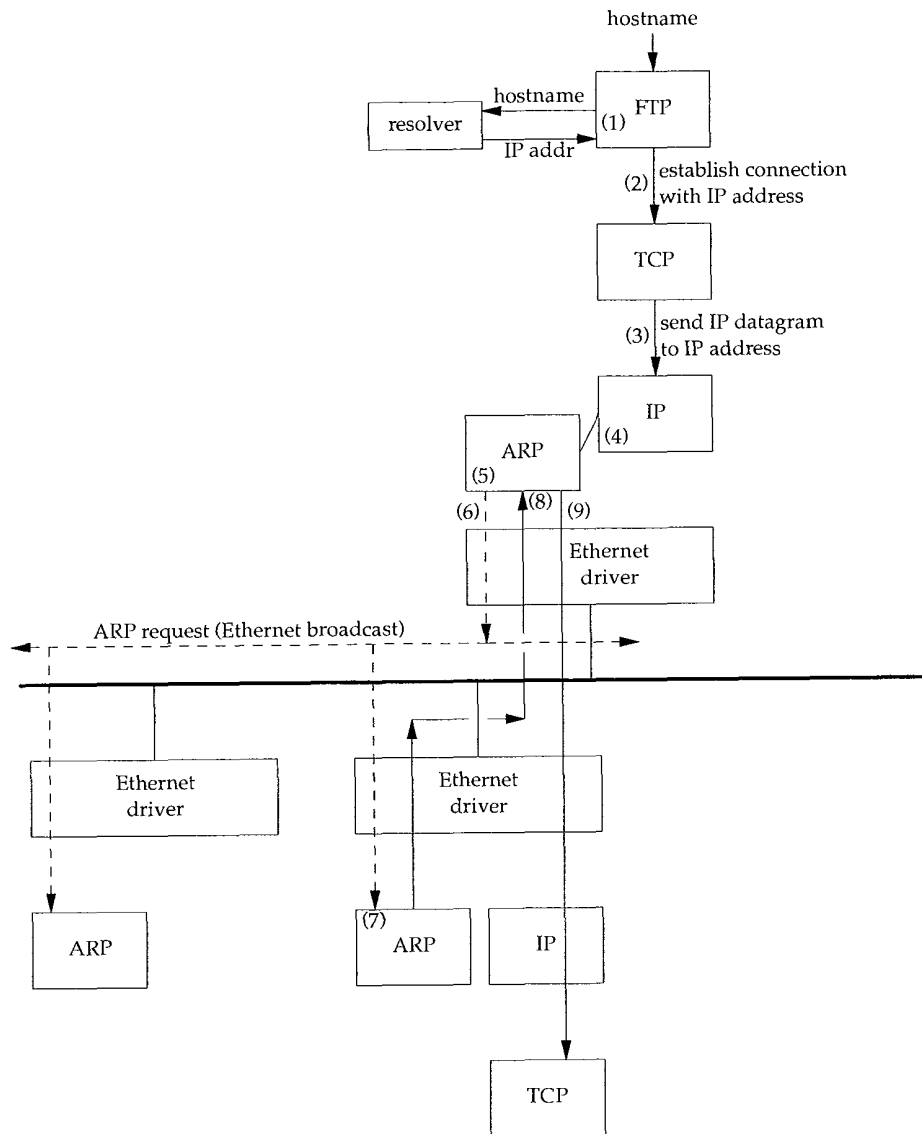 hostname
hostname
FTP
(1)
resolver
IP addr
(2)
establish connection
with IP address
TCP
(3)
send IP datagram
to IP address
IP
(4)
ARP
(5)
(6)
(8)
(9)
Ethernet
driver
ARP request (Ethernet broadcast)
Ethernet
driver
Ethernet
driver
(7)
ARP
ARP
IP
TCP